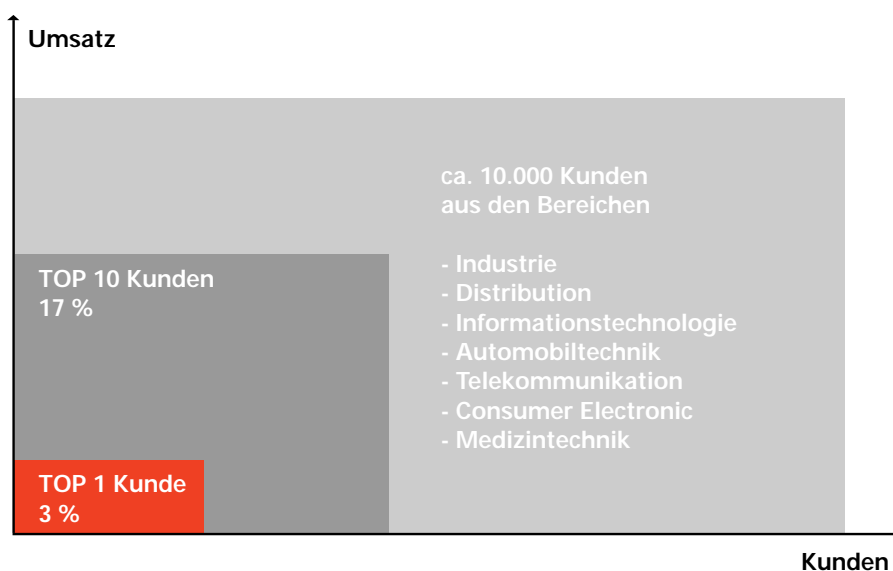 Umsatz
ca. 10.000 Kunden
aus den Bereichen
- Industrie
- Distribution
- Informationstechnologie
- Automobiltechnik
- Telekommunikation
- Consumer Electronic
- Medizintechnik
TOP 10 Kunden
17 %
TOP 1 Kunde
3 %
Kunden